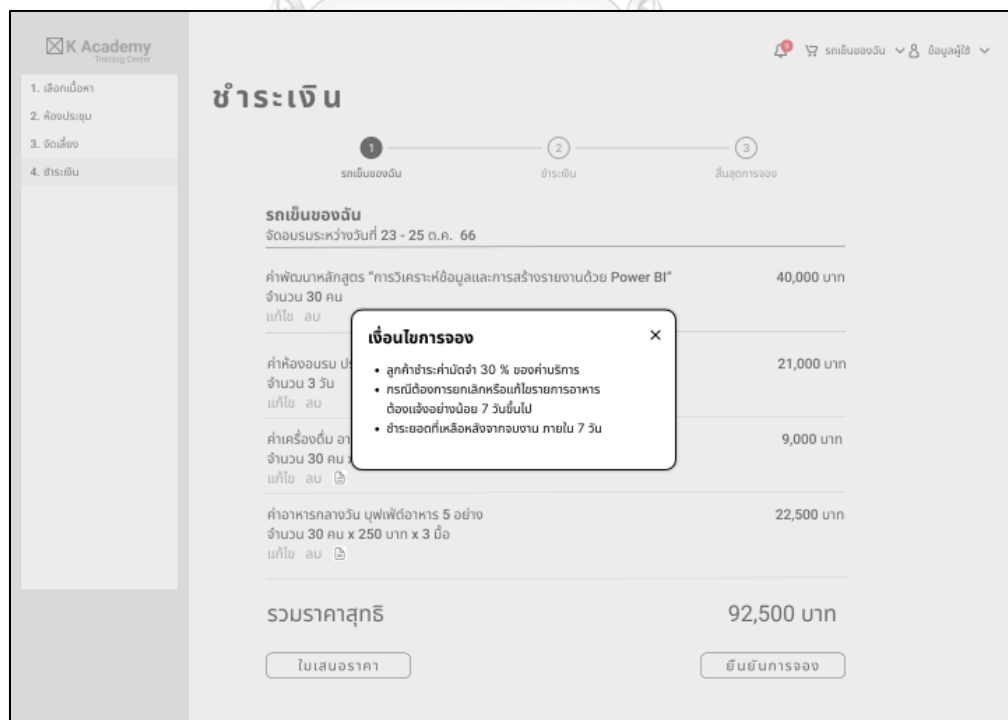 K Academy
Training Center
รถเข็นของฉัน
ข้อมูลผู้ใช้
1. เลือกเนื้อหา
2. ห้องประชุม
3. จัดเลี้ยง
4. ชำระเงิน
ชำระเงิน
1
2
3
รถเข็นของฉัน
ชำระเงิน
สิ้นสุดการจอง
รถเข็นของฉัน
จัดอบรมระหว่างวันที่ 23 - 25 ต.ค. 66
ค่าพัฒนาหลักสูตร “การวิเคราะห์ข้อมูลและการสร้างรายงานด้วย Power BI” 40,000 บาท
จำนวน 30 คน
แก้ไข ลบ
เงื่อนไขการจอง
• ลูกค้าชำระค่ามัดจำ 30 % ของค่าบริการ
• กรณีต้องการยกเลิกหรือแก้ไขรายการอาหาร
ต้องแจ้งอย่างน้อย 7 วันขึ้นไป
• ชำระยอดที่เหลือหลังจากจบงาน ภายใน 7 วัน
ค่าห้องอบรม 21,000 บาท
จำนวน 3 วัน
แก้ไข ลบ
ค่าเครื่องดื่ม 9,000 บาท
จำนวน 30 คน
แก้ไข ลบ
ค่าอาหารกลางวัน บุฟเฟ่ต์อาหาร 5 อย่าง 22,500 บาท
จำนวน 30 คน x 250 บาท x 3 มื้อ
แก้ไข ลบ
รวมราคาสุทธิ 92,500 บาท
ใบเสนอราคา
ยืนยันการจอง